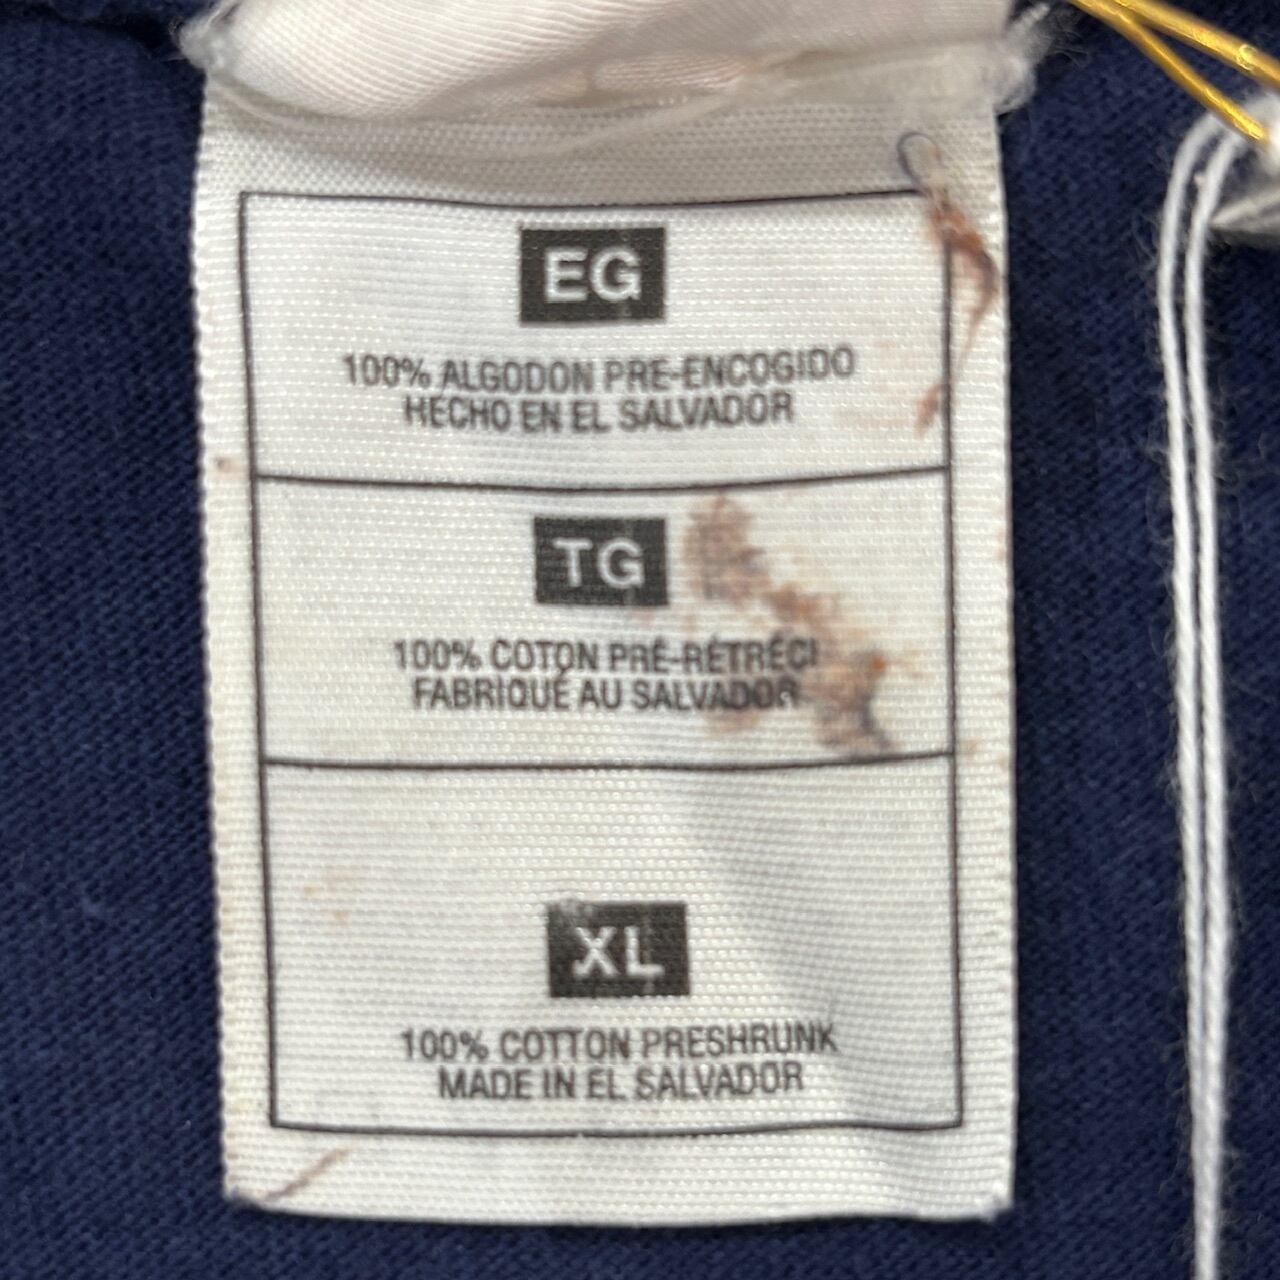 EG
100% ALGODON PRE-ENCOGIDO
HECHO EN EL SALVADOR
TG
100% COTON PRÉ-RÉTRÉCI
FABRIQUÉ AU SALVADOR
XL
100% COTTON PRESHRUNK
MADE IN EL SALVADOR